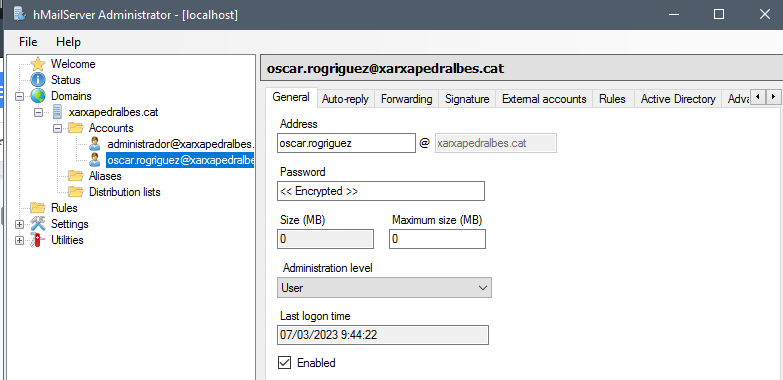 hMailServer Administrator - [localhost]
File Help
Welcome
Status
Domains
xarxapedralbes.cat
Accounts
administrador@xarxapedralbes.
oscar.rogriguez@xarxapedralbe
Aliases
Distribution lists
Rules
Settings
Utilities
oscar.rogriguez@xarxapedralbes.cat
General Auto-reply Forwarding Signature External accounts Rules Active Directory Adva
Address
oscar.rogriguez @ xarxapedralbes.cat
Password
<< Encrypted >>
Size (MB) Maximum size (MB)
0 0
Administration level
User
Last logon time
07/03/2023 9:44:22
Enabled